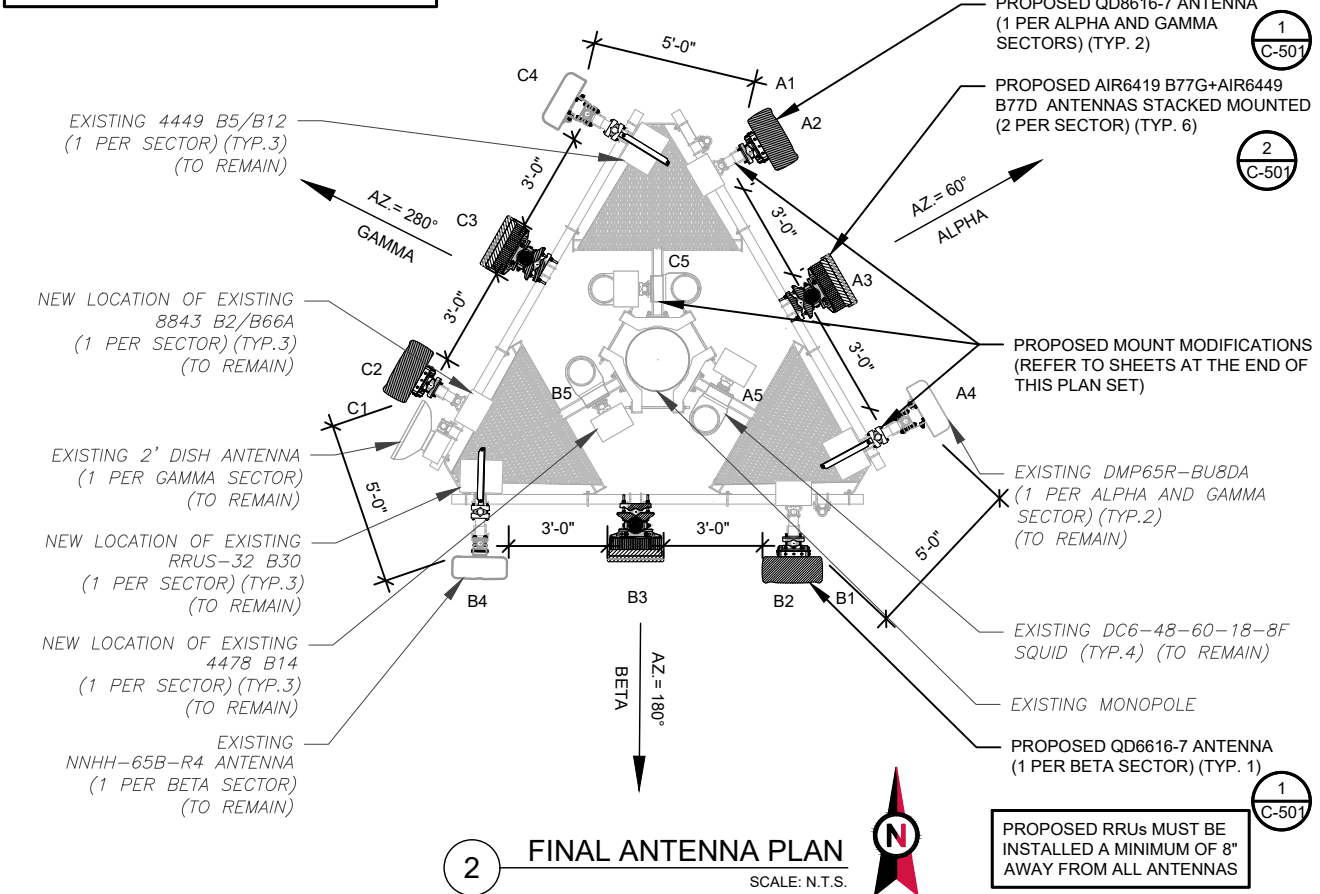 PROPOSED QD8616-7 ANTENNA
(1 PER ALPHA AND GAMMA
SECTORS) (TYP. 2)
1
C-501
PROPOSED AIR6419 B77G+AIR6449
B77D ANTENNAS STACKED MOUNTED
(2 PER SECTOR) (TYP. 6)
2
C-501
EXISTING 4449 B5/B12
(1 PER SECTOR) (TYP.3)
(TO REMAIN)
AZ.= 280°
GAMMA
NEW LOCATION OF EXISTING
8843 B2/B66A
(1 PER SECTOR) (TYP.3)
(TO REMAIN)
EXISTING 2' DISH ANTENNA
(1 PER GAMMA SECTOR)
(TO REMAIN)
NEW LOCATION OF EXISTING
RRUS-32 B30
(1 PER SECTOR) (TYP.3)
(TO REMAIN)
NEW LOCATION OF EXISTING
4478 B14
(1 PER SECTOR) (TYP.3)
(TO REMAIN)
EXISTING
NNHH-65B-R4 ANTENNA
(1 PER BETA SECTOR)
(TO REMAIN)
C4
5'-0"
A1
A2
3'-0"
C3
3'-0"
C2
C1
5'-0"
3'-0"
A3
3'-0"
A4
5'-0"
C5
B5
A5
3'-0"
3'-0"
B4
B3
B2
B1
AZ.= 180°
BETA
AZ.= 60°
ALPHA
PROPOSED MOUNT MODIFICATIONS
(REFER TO SHEETS AT THE END OF
THIS PLAN SET)
EXISTING DMP65R-BU8DA
(1 PER ALPHA AND GAMMA
SECTOR) (TYP.2)
(TO REMAIN)
EXISTING DC6-48-60-18-8F
SQUID (TYP.4) (TO REMAIN)
EXISTING MONOPOLE
PROPOSED QD6616-7 ANTENNA
(1 PER BETA SECTOR) (TYP. 1)
1
C-501
PROPOSED RRUs MUST BE
INSTALLED A MINIMUM OF 8"
AWAY FROM ALL ANTENNAS
N
2
FINAL ANTENNA PLAN
SCALE: N.T.S.